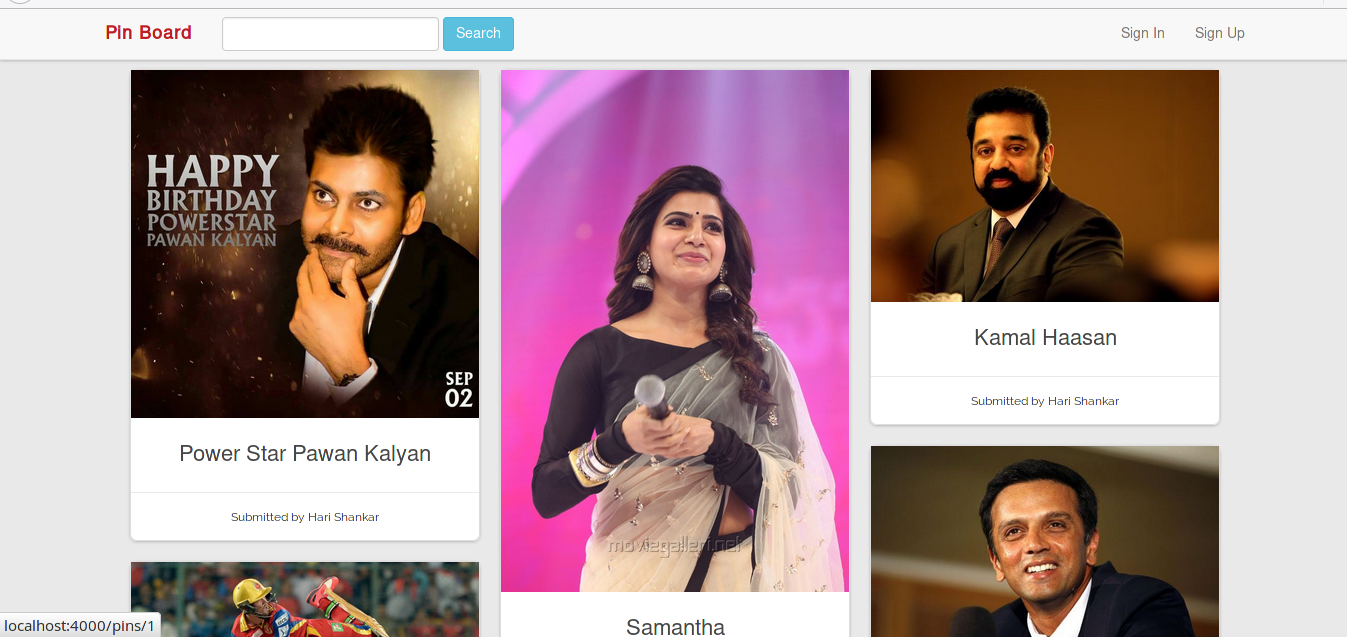 Pin Board
Search
Sign In
Sign Up
HAPPY
BIRTHDAY
POWERSTAR
PAWAN KALYAN
SEP
02
Power Star Pawan Kalyan
Submitted by Hari Shankar
moviegalleri.net
Samantha
Kamal Haasan
Submitted by Hari Shankar
localhost:4000/pins/1